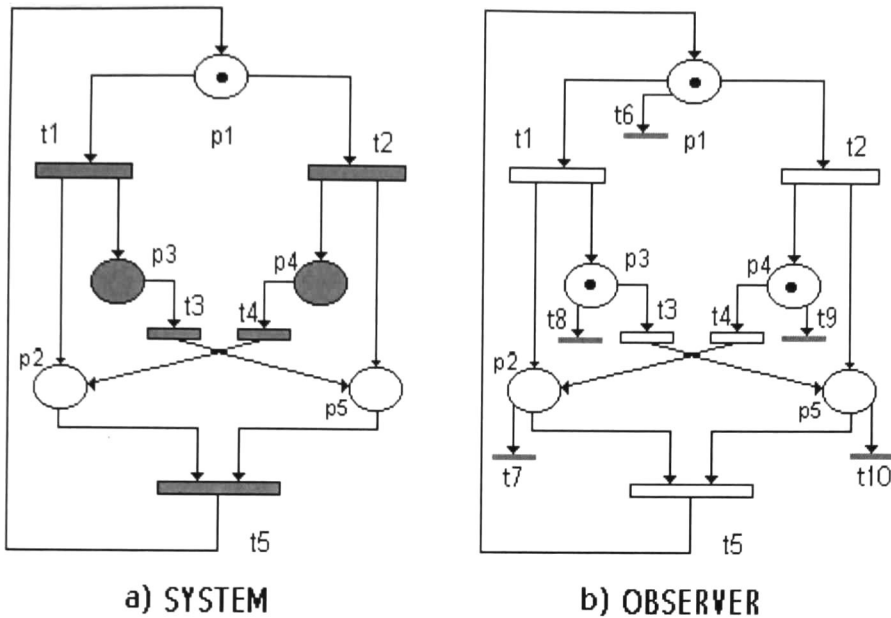 t1
p1
t2
p3
p4
t3
t4
p2
p5
t5
a) SYSTEM
t6
t1
p1
t2
p3
p4
t8
t3
t4
t9
p2
p5
t7
t10
t5
b) OBSERVER